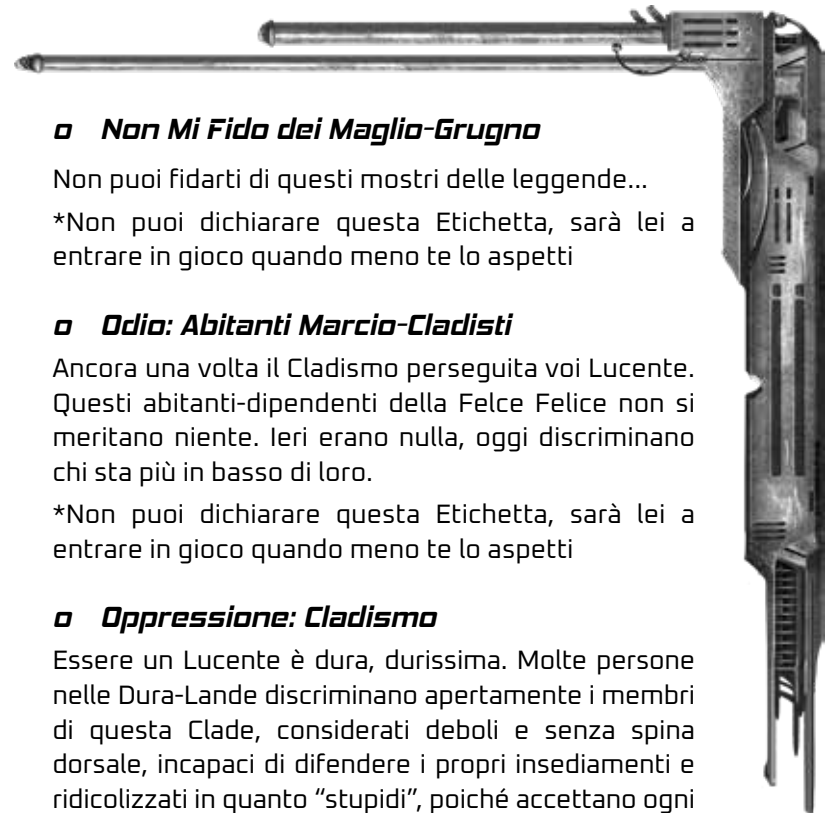 o Non Mi Fido dei Maglio-Grugno
Non puoi fidarti di questi mostri delle leggende...
*Non puoi dichiarare questa Etichetta, sarà lei a
entrare in gioco quando meno te lo aspetti
o Odio: Abitanti Marcio-Cladisti
Ancora una volta il Cladismo perseguita voi Lucente.
Questi abitanti-dipendenti della Felce Felice non si
meritano niente. Ieri erano nulla, oggi discriminano
chi sta più in basso di loro.
*Non puoi dichiarare questa Etichetta, sarà lei a
entrare in gioco quando meno te lo aspetti
o Oppressione: Cladismo
Essere un Lucente è dura, durissima. Molte persone
nelle Dura-Lande discriminano apertamente i membri
di questa Clade, considerati deboli e senza spina
dorsale, incapaci di difendere i propri insediamenti e
ridicolizzati in quanto “stupidi”, poiché accettano ogni